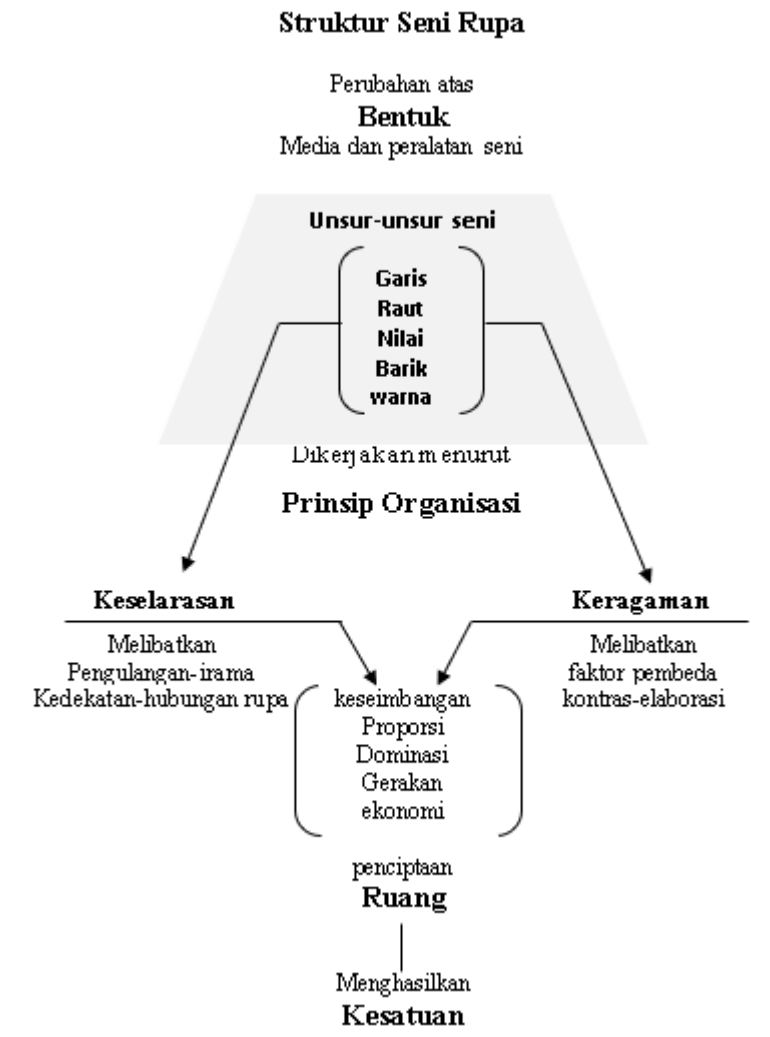 Struktur Seni Rupa
Perubahan atas
Bentuk
Media dan peralatan seni
Unsur-unsur seni
Garis
Raut
Nilai
Barik
warna
Dikerjakan menurut
Prinsip Organisasi
Keselarasan
Melibatkan
Pengulangan-irama
Kedekatan-hubungan rupa
Keragaman
Melibatkan
faktor pembeda
kontras-elaborasi
keseimbangan
Proporsi
Dominasi
Gerakan
ekonomi
penciptaan
Ruang
Menghasilkan
Kesatuan